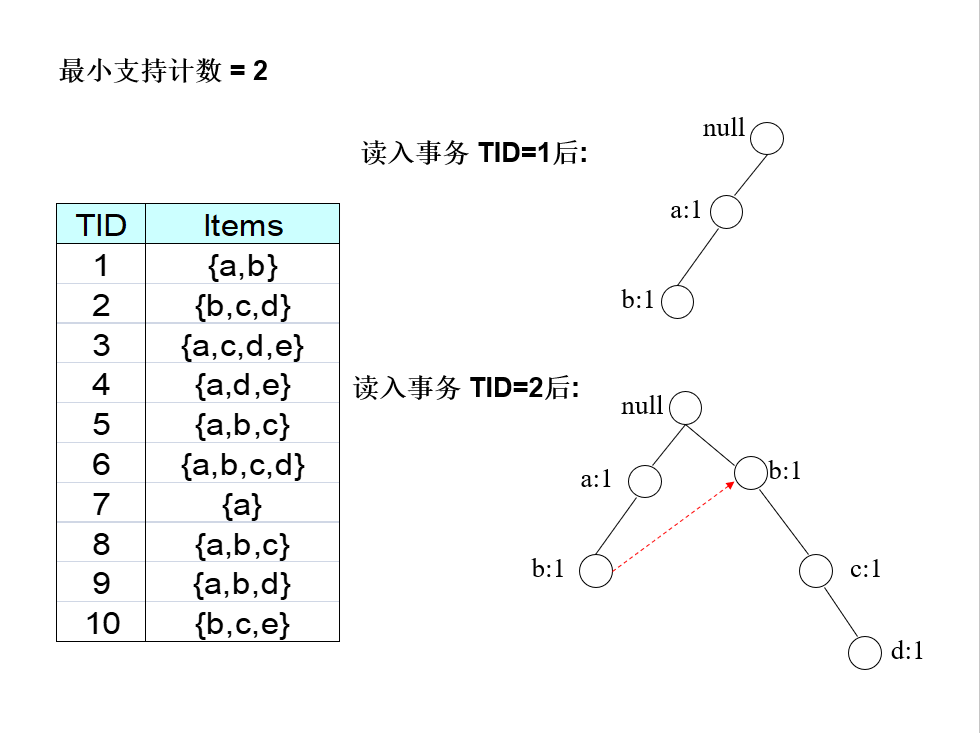 最小支持计数 = 2
读入事务 TID=1后:
null
a:1
b:1
TID Items
1 {a,b}
2 {b,c,d}
3 {a,c,d,e}
4 {a,d,e}
5 {a,b,c}
6 {a,b,c,d}
7 {a}
8 {a,b,c}
9 {a,b,d}
10 {b,c,e}
读入事务 TID=2后:
null
a:1
b:1
b:1
c:1
d:1